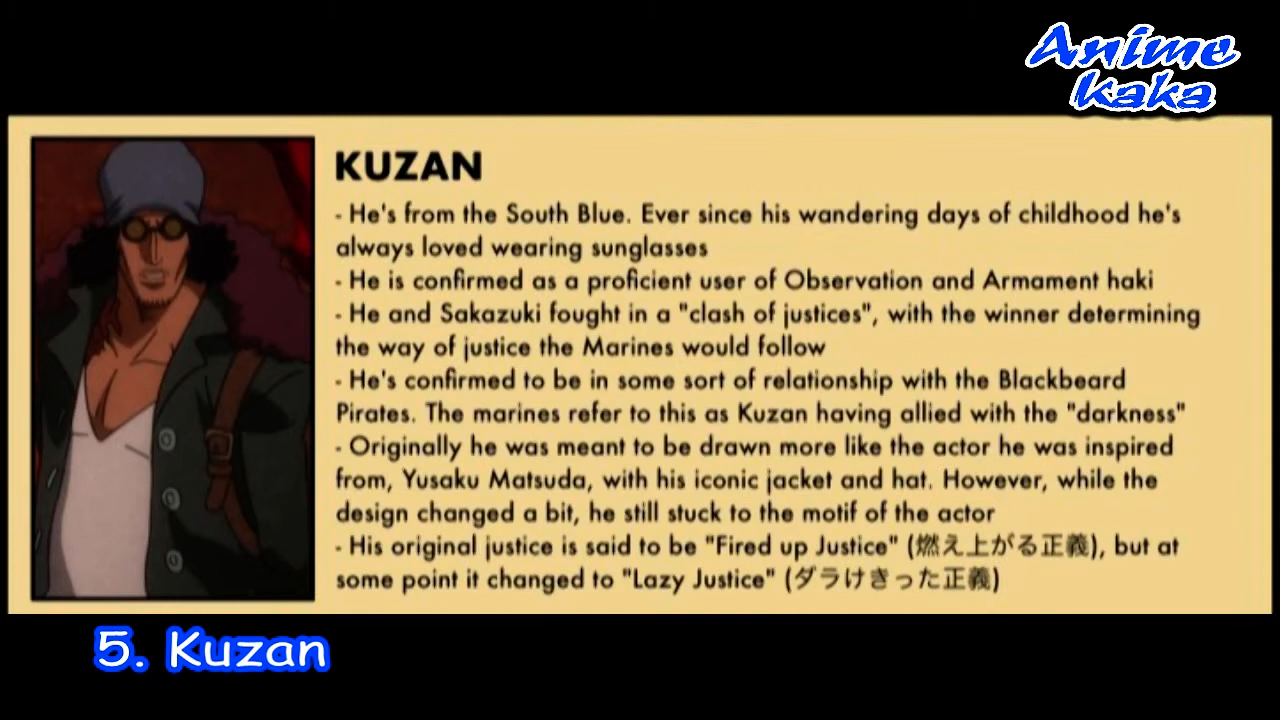 Anime
Kaka
KUZAN
- He's from the South Blue. Ever since his wandering days of childhood he's
always loved wearing sunglasses
- He is confirmed as a proficient user of Observation and Armament haki
- He and Sakazuki fought in a "clash of justices", with the winner determining
the way of justice the Marines would follow
- He's confirmed to be in some sort of relationship with the Blackbeard
Pirates. The marines refer to this as Kuzan having allied with the "darkness"
- Originally he was meant to be drawn more like the actor he was inspired
from, Yusaku Matsuda, with his iconic jacket and hat. However, while the
design changed a bit, he still stuck to the motif of the actor
- His original justice is said to be "Fired up Justice" (燃え上がる正義), but at
some point it changed to "Lazy Justice" (ダラけきった正義)
5. Kuzan